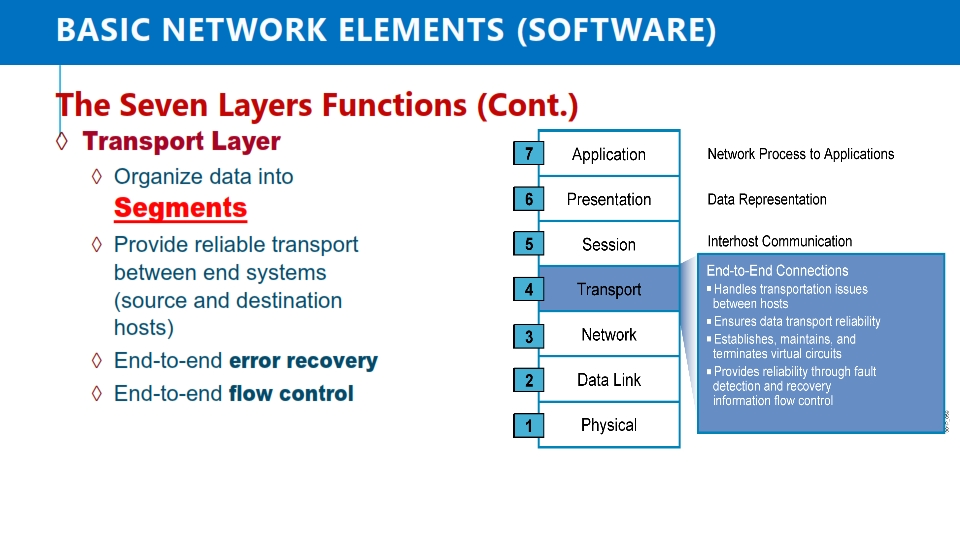 BASIC NETWORK ELEMENTS (SOFTWARE)
The Seven Layers Functions (Cont.)
◊ Transport Layer
◊ Organize data into
Segments
◊ Provide reliable transport
between end systems
(source and destination
hosts)
◊ End-to-end error recovery
◊ End-to-end flow control
7 Application Network Process to Applications
6 Presentation Data Representation
5 Session Interhost Communication
4 Transport
3 Network
2 Data Link
1 Physical
End-to-End Connections
▪ Handles transportation issues
between hosts
▪ Ensures data transport reliability
▪ Establishes, maintains, and
terminates virtual circuits
▪ Provides reliability through fault
detection and recovery
information flow control